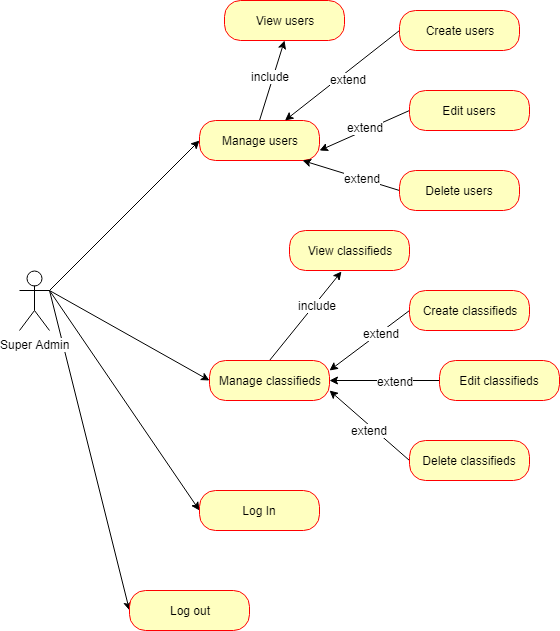 View users
Create users
include
extend
Edit users
extend
Manage users
extend
Delete users
View classifieds
include
Create classifieds
extend
Super Admin
Manage classifieds
extend
Edit classifieds
extend
Delete classifieds
Log In
Log out